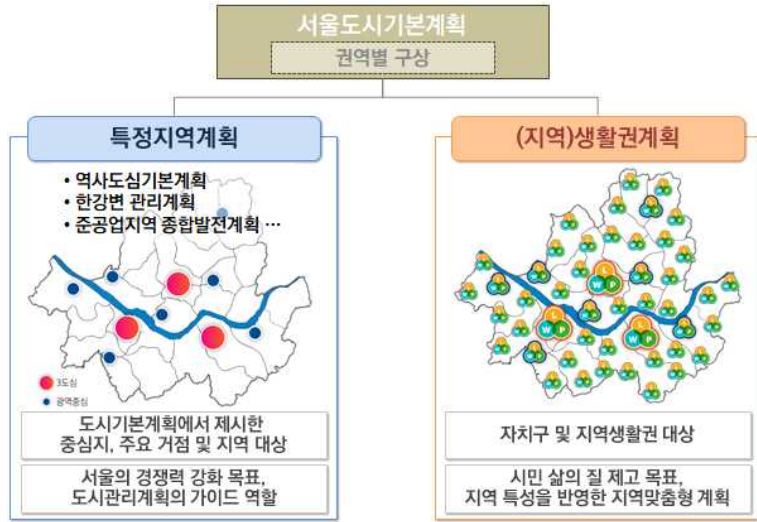 서울도시기본계획
권역별 구상
특정지역계획
• 역사도심기본계획
• 한강변 관리계획
• 준공업지역 종합발전계획 …
3도심
광역중심
도시기본계획에서 제시한
중심지, 주요 거점 및 지역 대상
서울의 경쟁력 강화 목표,
도시관리계획의 가이드 역할
(지역)생활권계획
L
W P
L
W P
L
W P
자치구 및 지역생활권 대상
시민 삶의 질 제고 목표,
지역 특성을 반영한 지역맞춤형 계획